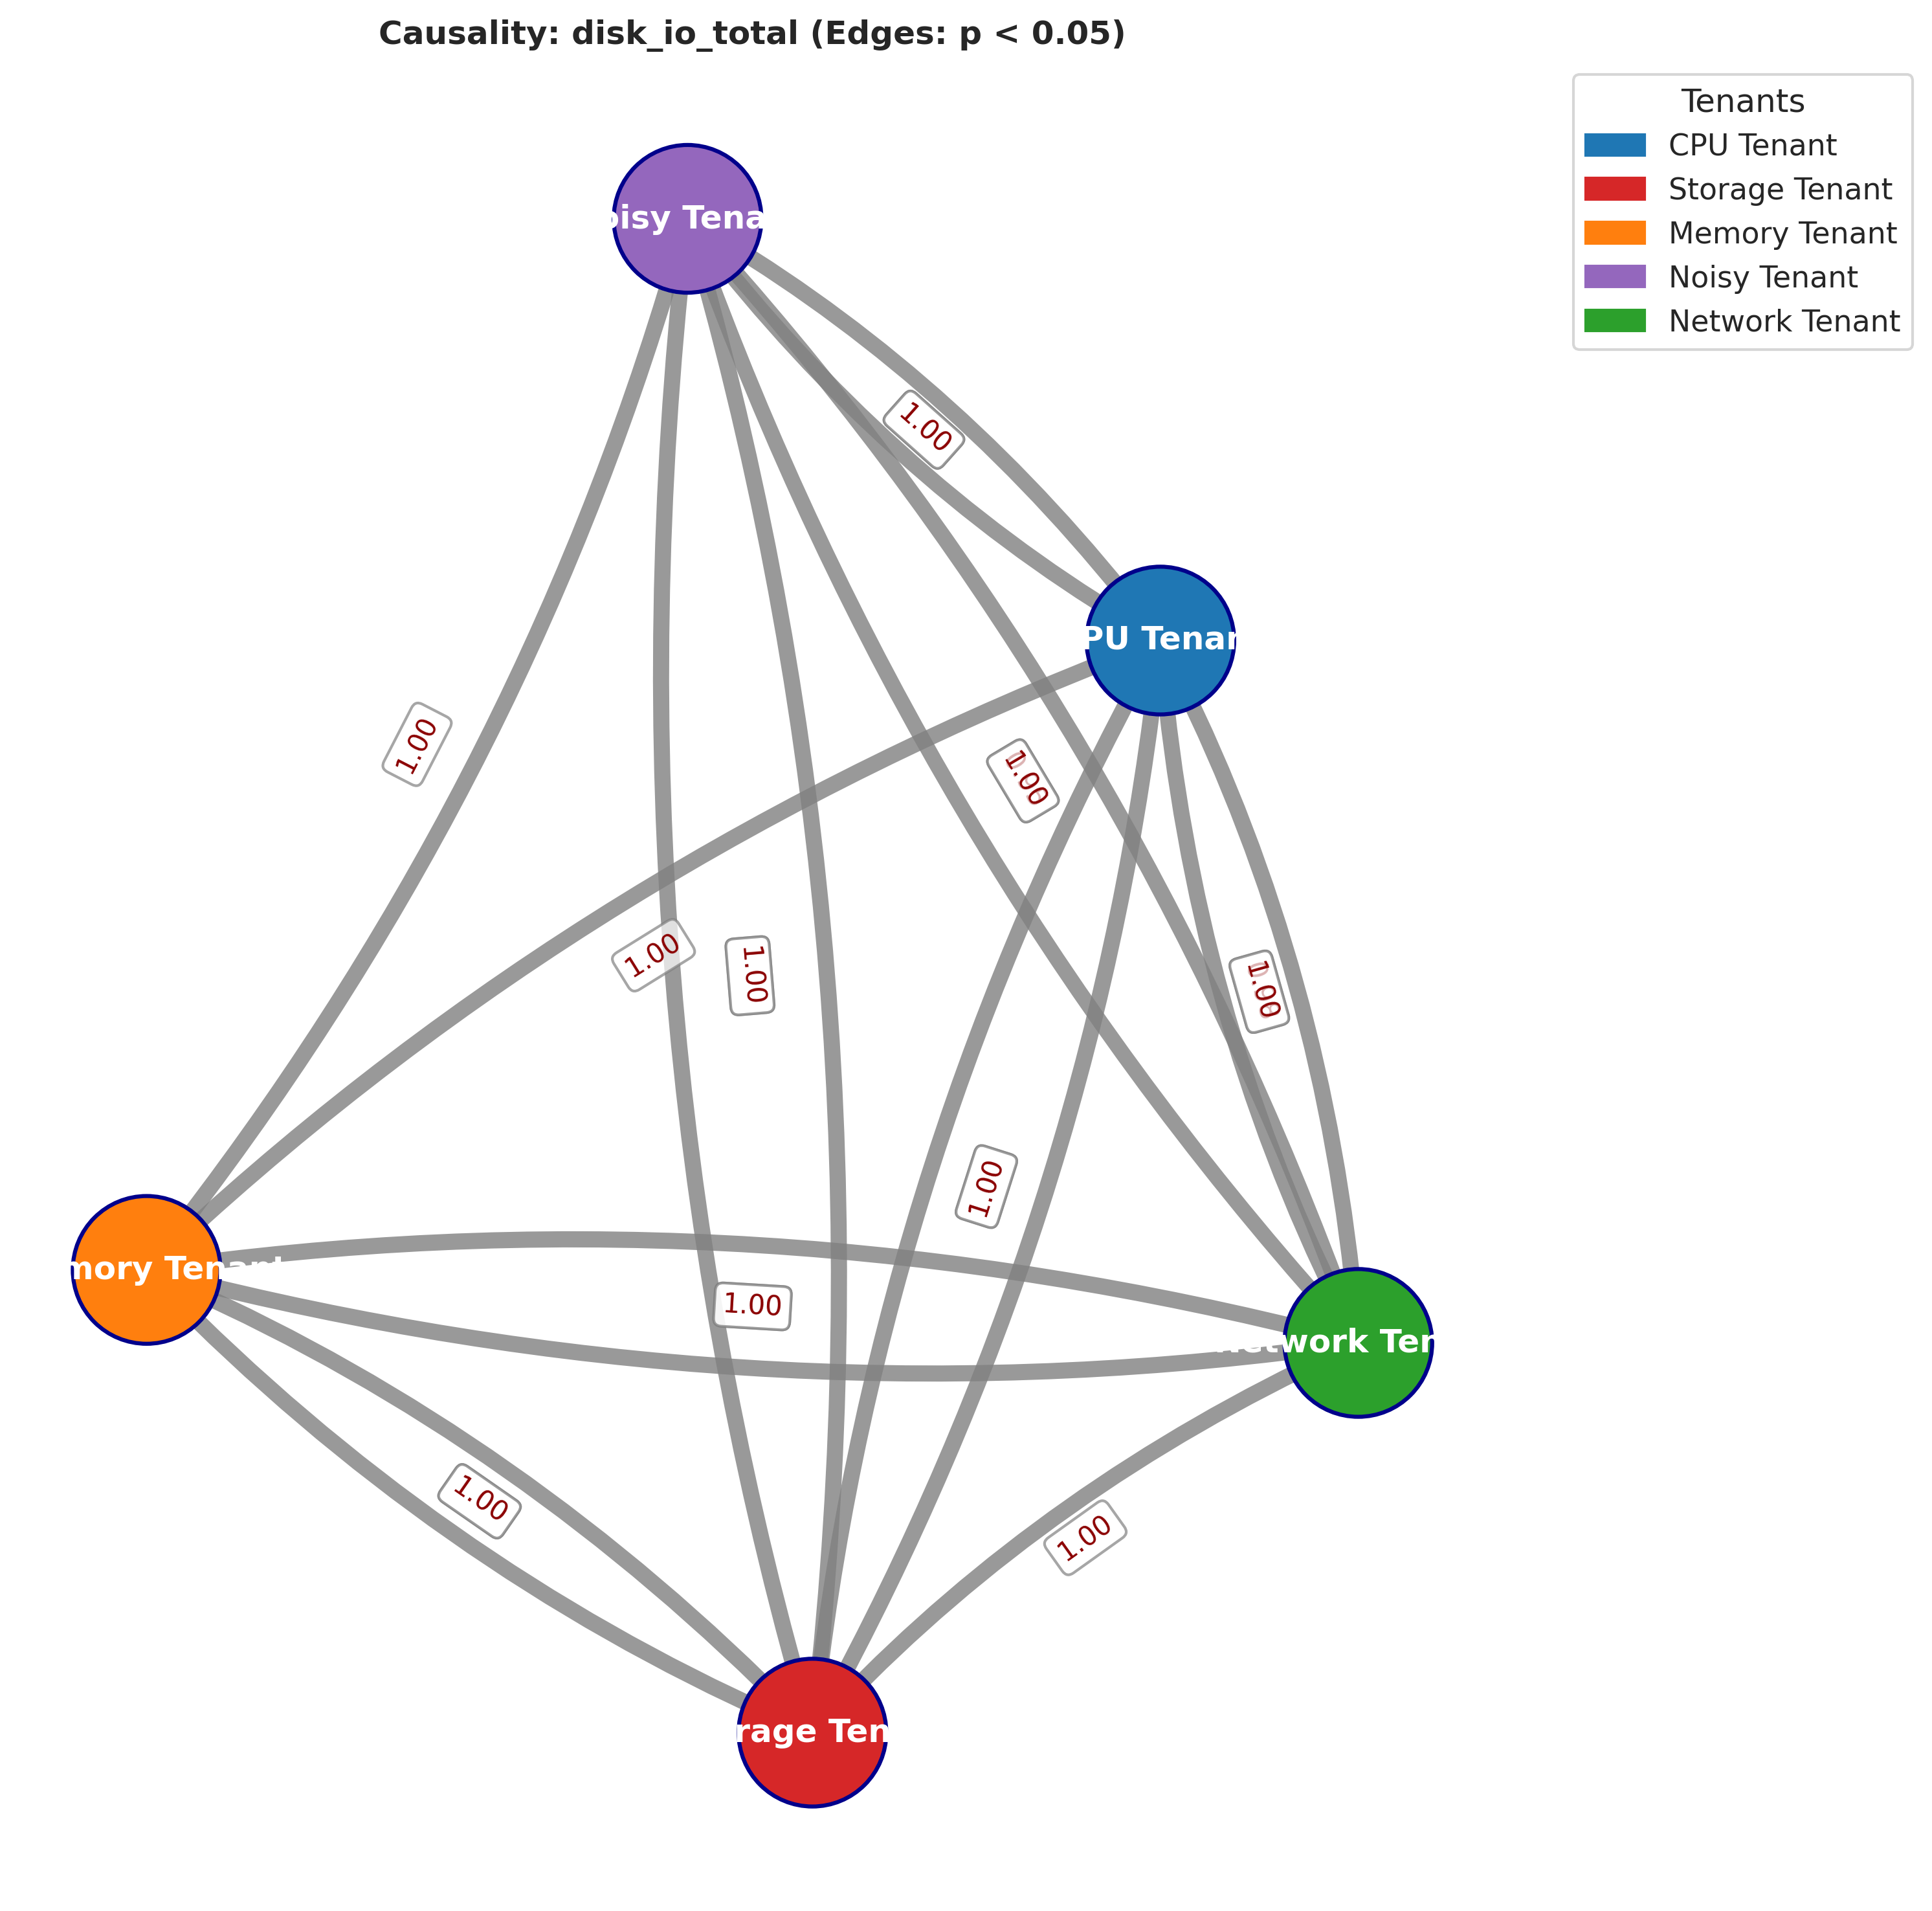 Causality: disk_io_total (Edges: p < 0.05)
Tenants
CPU Tenant
Storage Tenant
Memory Tenant
Noisy Tenant
Network Tenant
oisy Tena
1.00
PU Tenar
1.00
1.00
1.00
1.00
1.00
1.00
mory Tenant
1.00
twork Ten
1.00
1.00
rage Ten